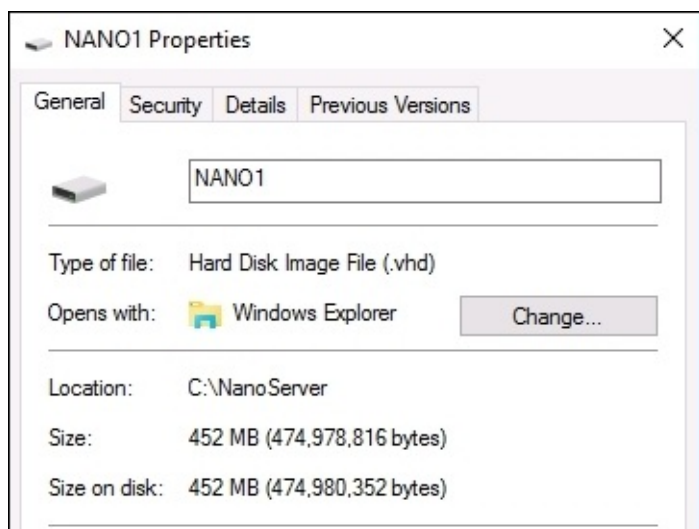 NANO1 Properties
General Security Details Previous Versions
NANO1
Type of file: Hard Disk Image File (.vhd)
Opens with: Windows Explorer Change...
Location: C:\NanoServer
Size: 452 MB (474,978,816 bytes)
Size on disk: 452 MB (474,980,352 bytes)